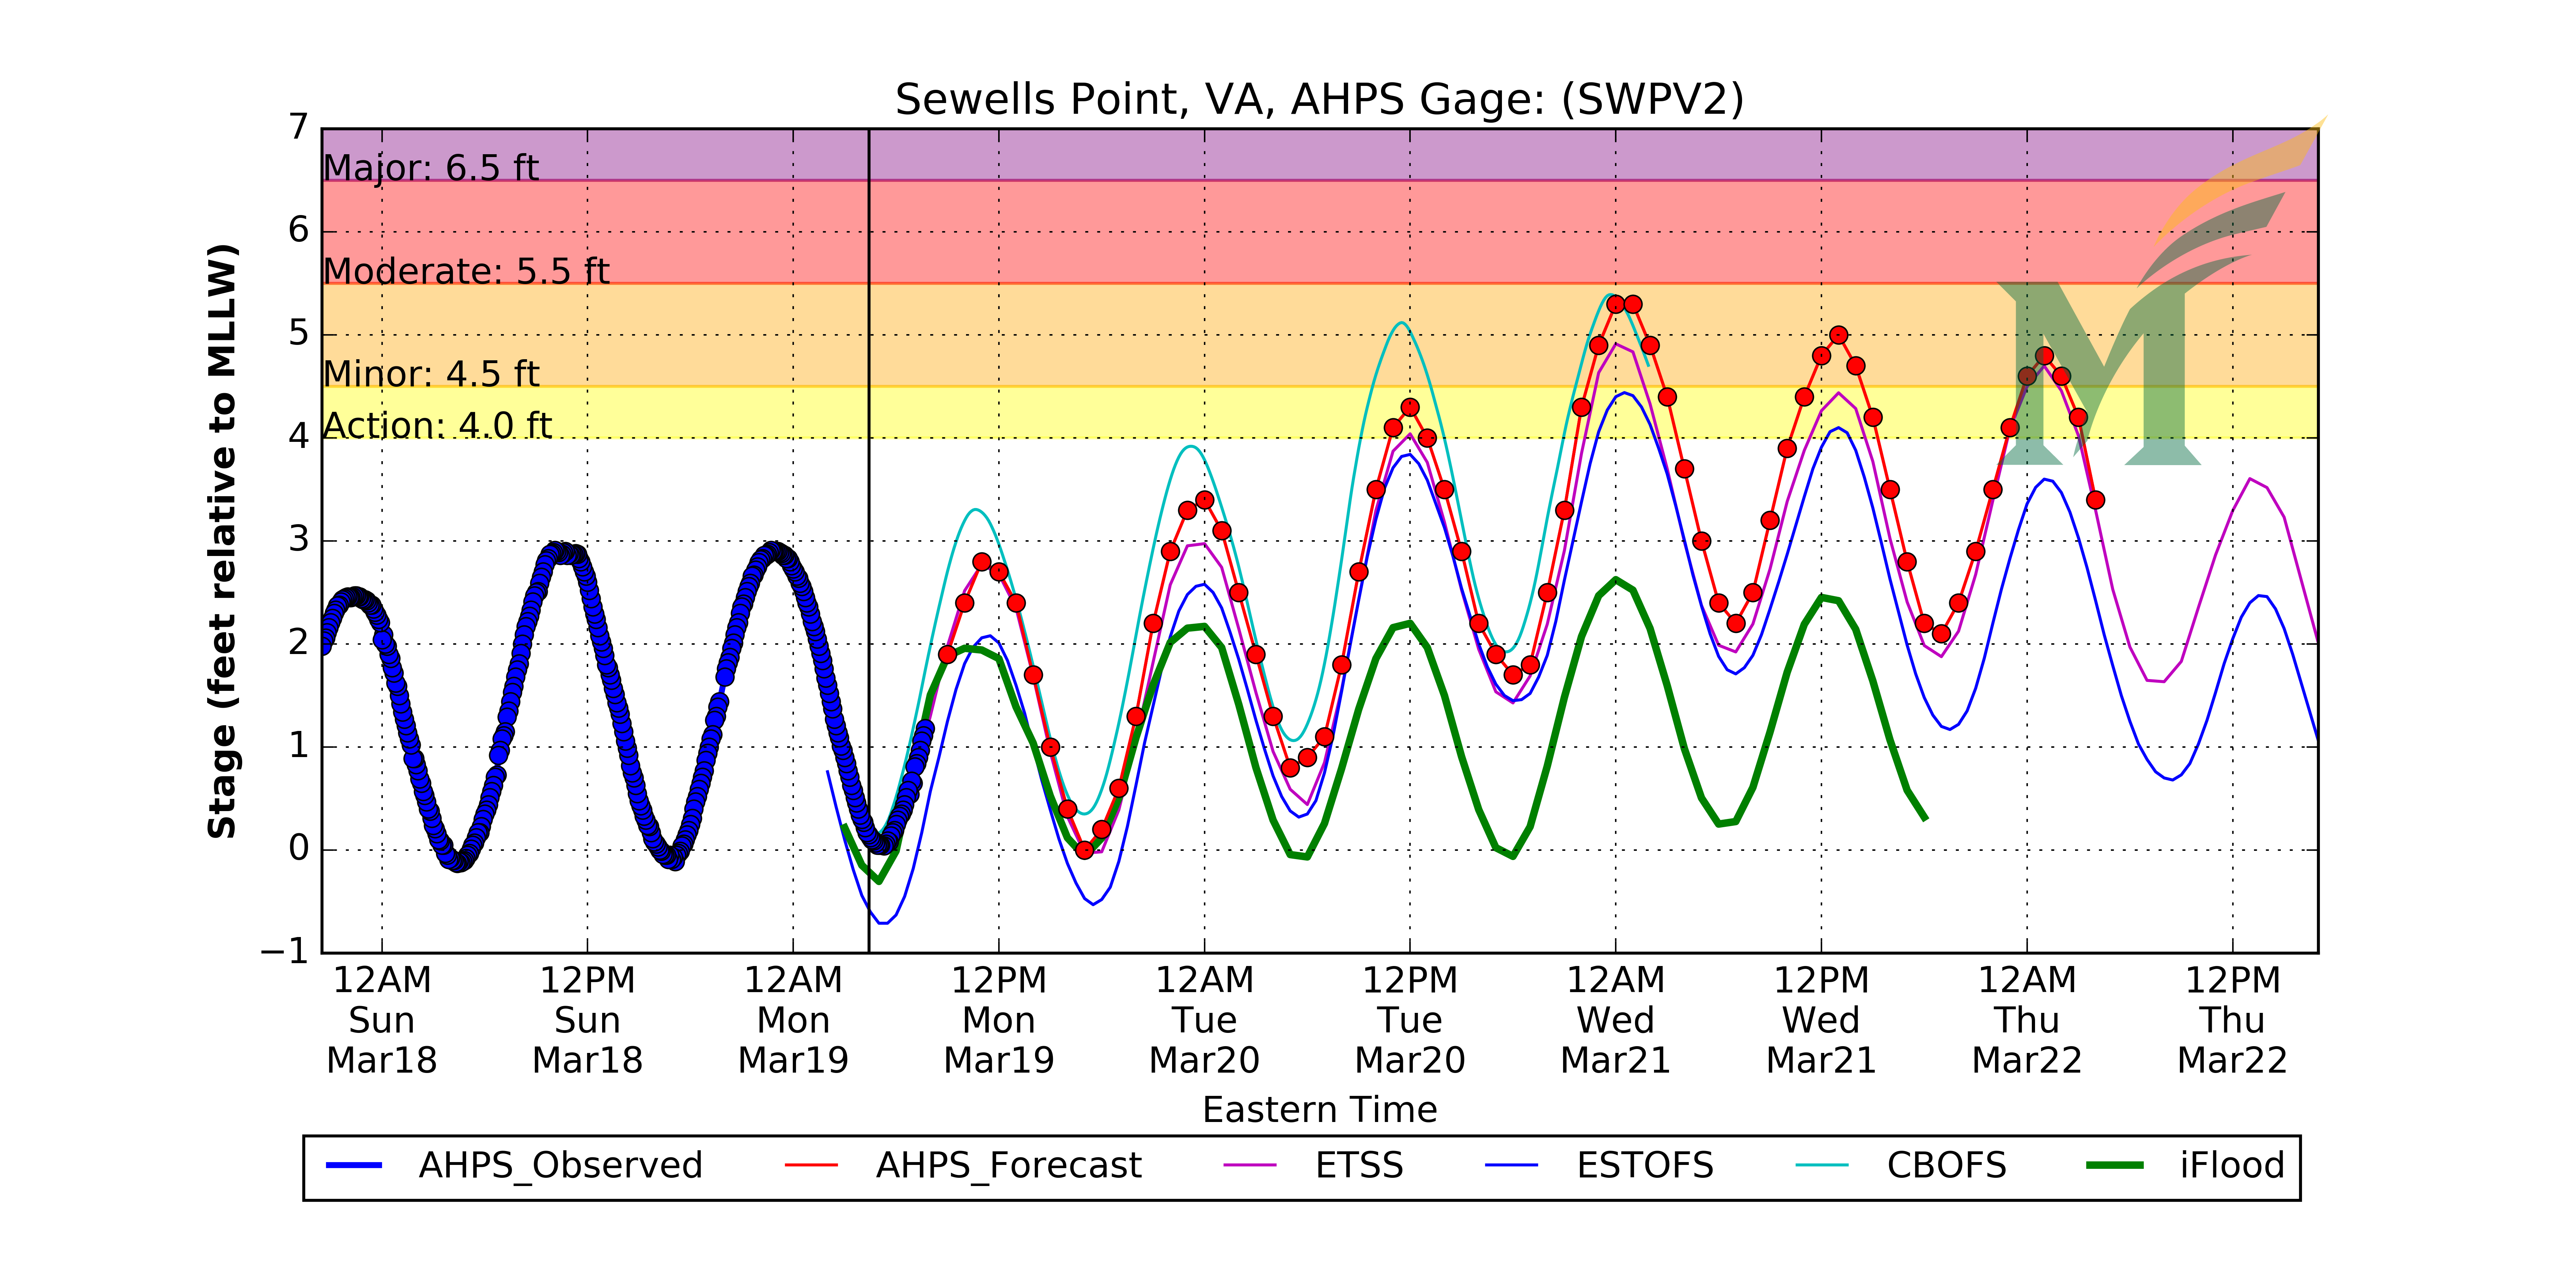 Sewells Point, VA, AHPS Gage: (SWPV2)
7
Major: 6.5 ft
6
Moderate: 5.5 ft
5
Minor: 4.5 ft
Action: 4.0 ft
4
3
2
1
0
−1
Stage (feet relative to MLLW)
12AM 12PM 12AM 12PM 12AM 12PM 12AM 12PM 12AM 12PM
Sun Sun Mon Mon Tue Tue Wed Wed Thu Thu
Mar18 Mar18 Mar19 Mar19 Mar20 Mar20 Mar21 Mar21 Mar22 Mar22
Eastern Time
AHPS_Observed AHPS_Forecast ETSS ESTOFS CBOFS iFlood
M